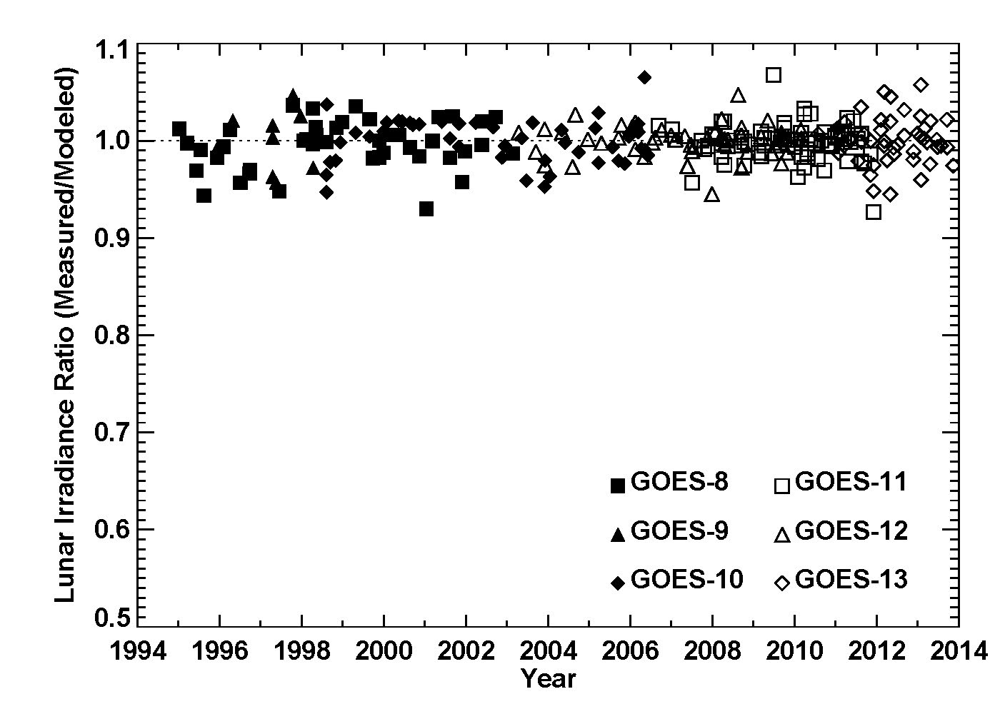 Lunar Irradiance Ratio (Measured/Modeled)
1.1
1.0
0.9
0.8
0.7
0.6
0.5
GOES-8 GOES-11
GOES-9 GOES-12
GOES-10 GOES-13
1994 1996 1998 2000 2002 2004 2006 2008 2010 2012 2014
Year